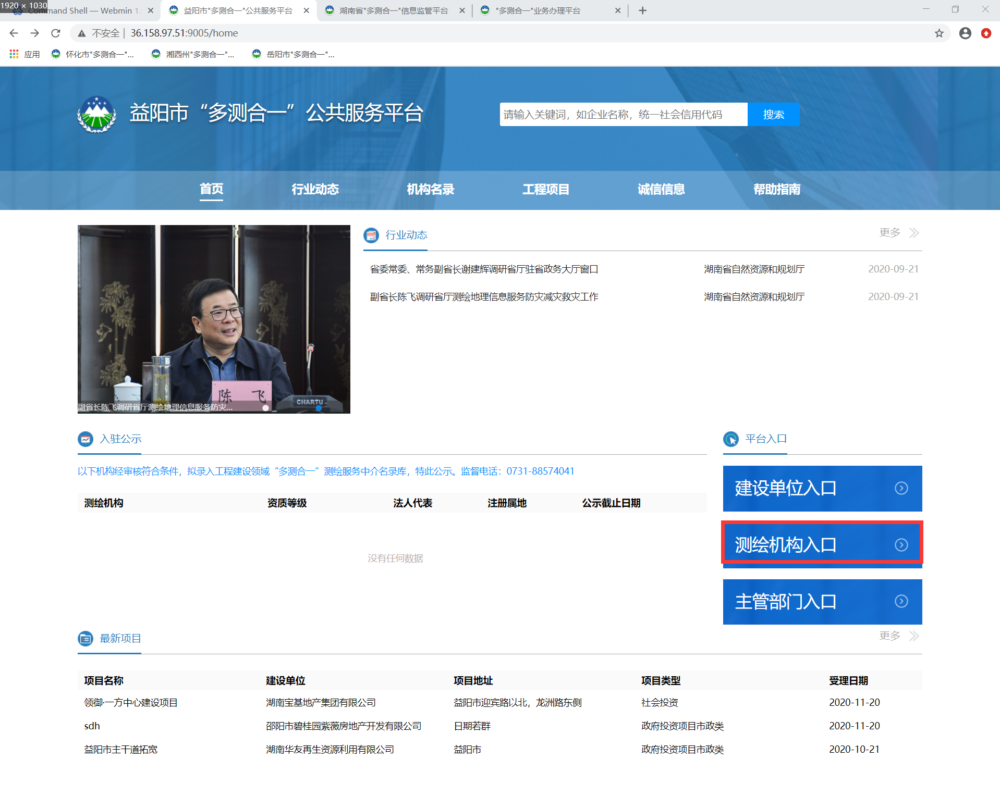 1920 × 1030
Command Shell — Webmin 1.
益阳市"多测合一"公共服务平台
湖南省"多测合一"信息监管平台
"多测合一"业务办理平台
不安全 | 36.158.97.51:9005/home
应用
怀化市"多测合一"...
湘西州"多测合一"...
岳阳市"多测合一"...
益阳市“多测合一”公共服务平台
请输入关键词，如企业名称，统一社会信用代码
搜索
首页 行业动态 机构名录 工程项目 诚信信息 帮助指南
行业动态
更多
省委常委、常务副省长谢建辉调研省厅驻省政务大厅窗口 湖南省自然资源和规划厅 2020-09-21
副省长陈飞调研省厅测绘地理信息服务防灾减灾救灾工作 湖南省自然资源和规划厅 2020-09-21
陈 飞
CHARTU
副省长陈飞调研省厅测绘地理信息服务防灾...
入驻公示
以下机构经审核符合条件，拟录入工程建设领域“多测合一”测绘服务中介名录库，特此公示。监督电话：0731-88574041
测绘机构 资质等级 法人代表 注册属地 公示截止日期
没有任何数据
平台入口
建设单位入口
测绘机构入口
主管部门入口
最新项目
更多
项目名称 建设单位 项目地址 项目类型 受理日期
领御·一方中心建设项目 湖南宝基地产集团有限公司 益阳市迎宾路以北，龙洲路东侧 社会投资 2020-11-20
sdh 邵阳市碧桂园紫薇房地产开发有限公司 日期若群 政府投资项目市政类 2020-11-20
益阳市主干道拓宽 湖南华友再生资源利用有限公司 益阳市 政府投资项目市政类 2020-10-21